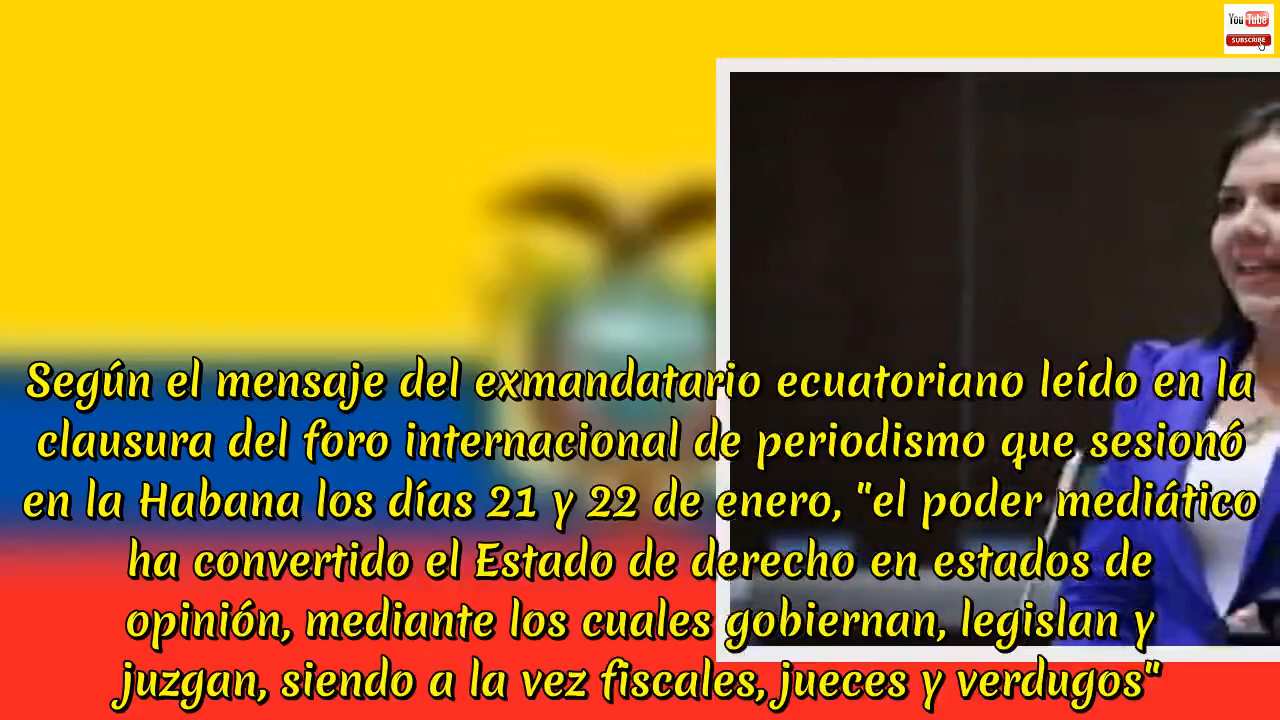 You Tube
SUBSCRIBE
Según el mensaje del exmandatario ecuatoriano leído en la
clausura del foro internacional de periodismo que sesionó
en la Habana los días 21 y 22 de enero, "el poder mediático
ha convertido el Estado de derecho en estados de
opinión, mediante los cuales gobiernan, legislan y
juzgan, siendo a la vez fiscales, jueces y verdugos"